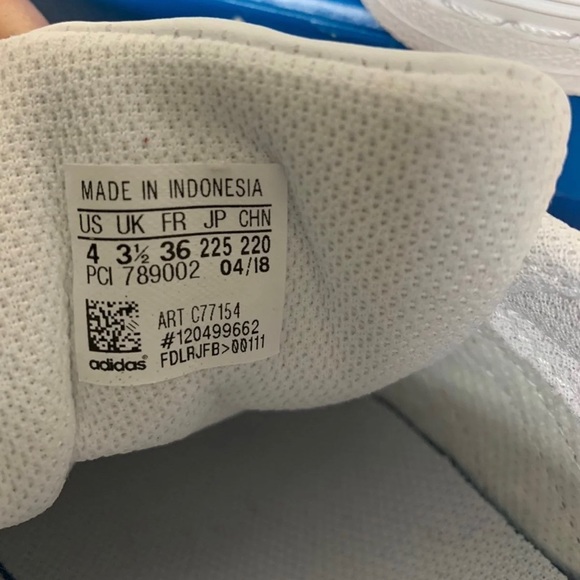 MADE IN INDONESIA
US UK FR JP CHN
4 3½ 36 225 220
PCI 789002 04/18
ART C77154
#120499662
FDLRJFB>00111
adidas®